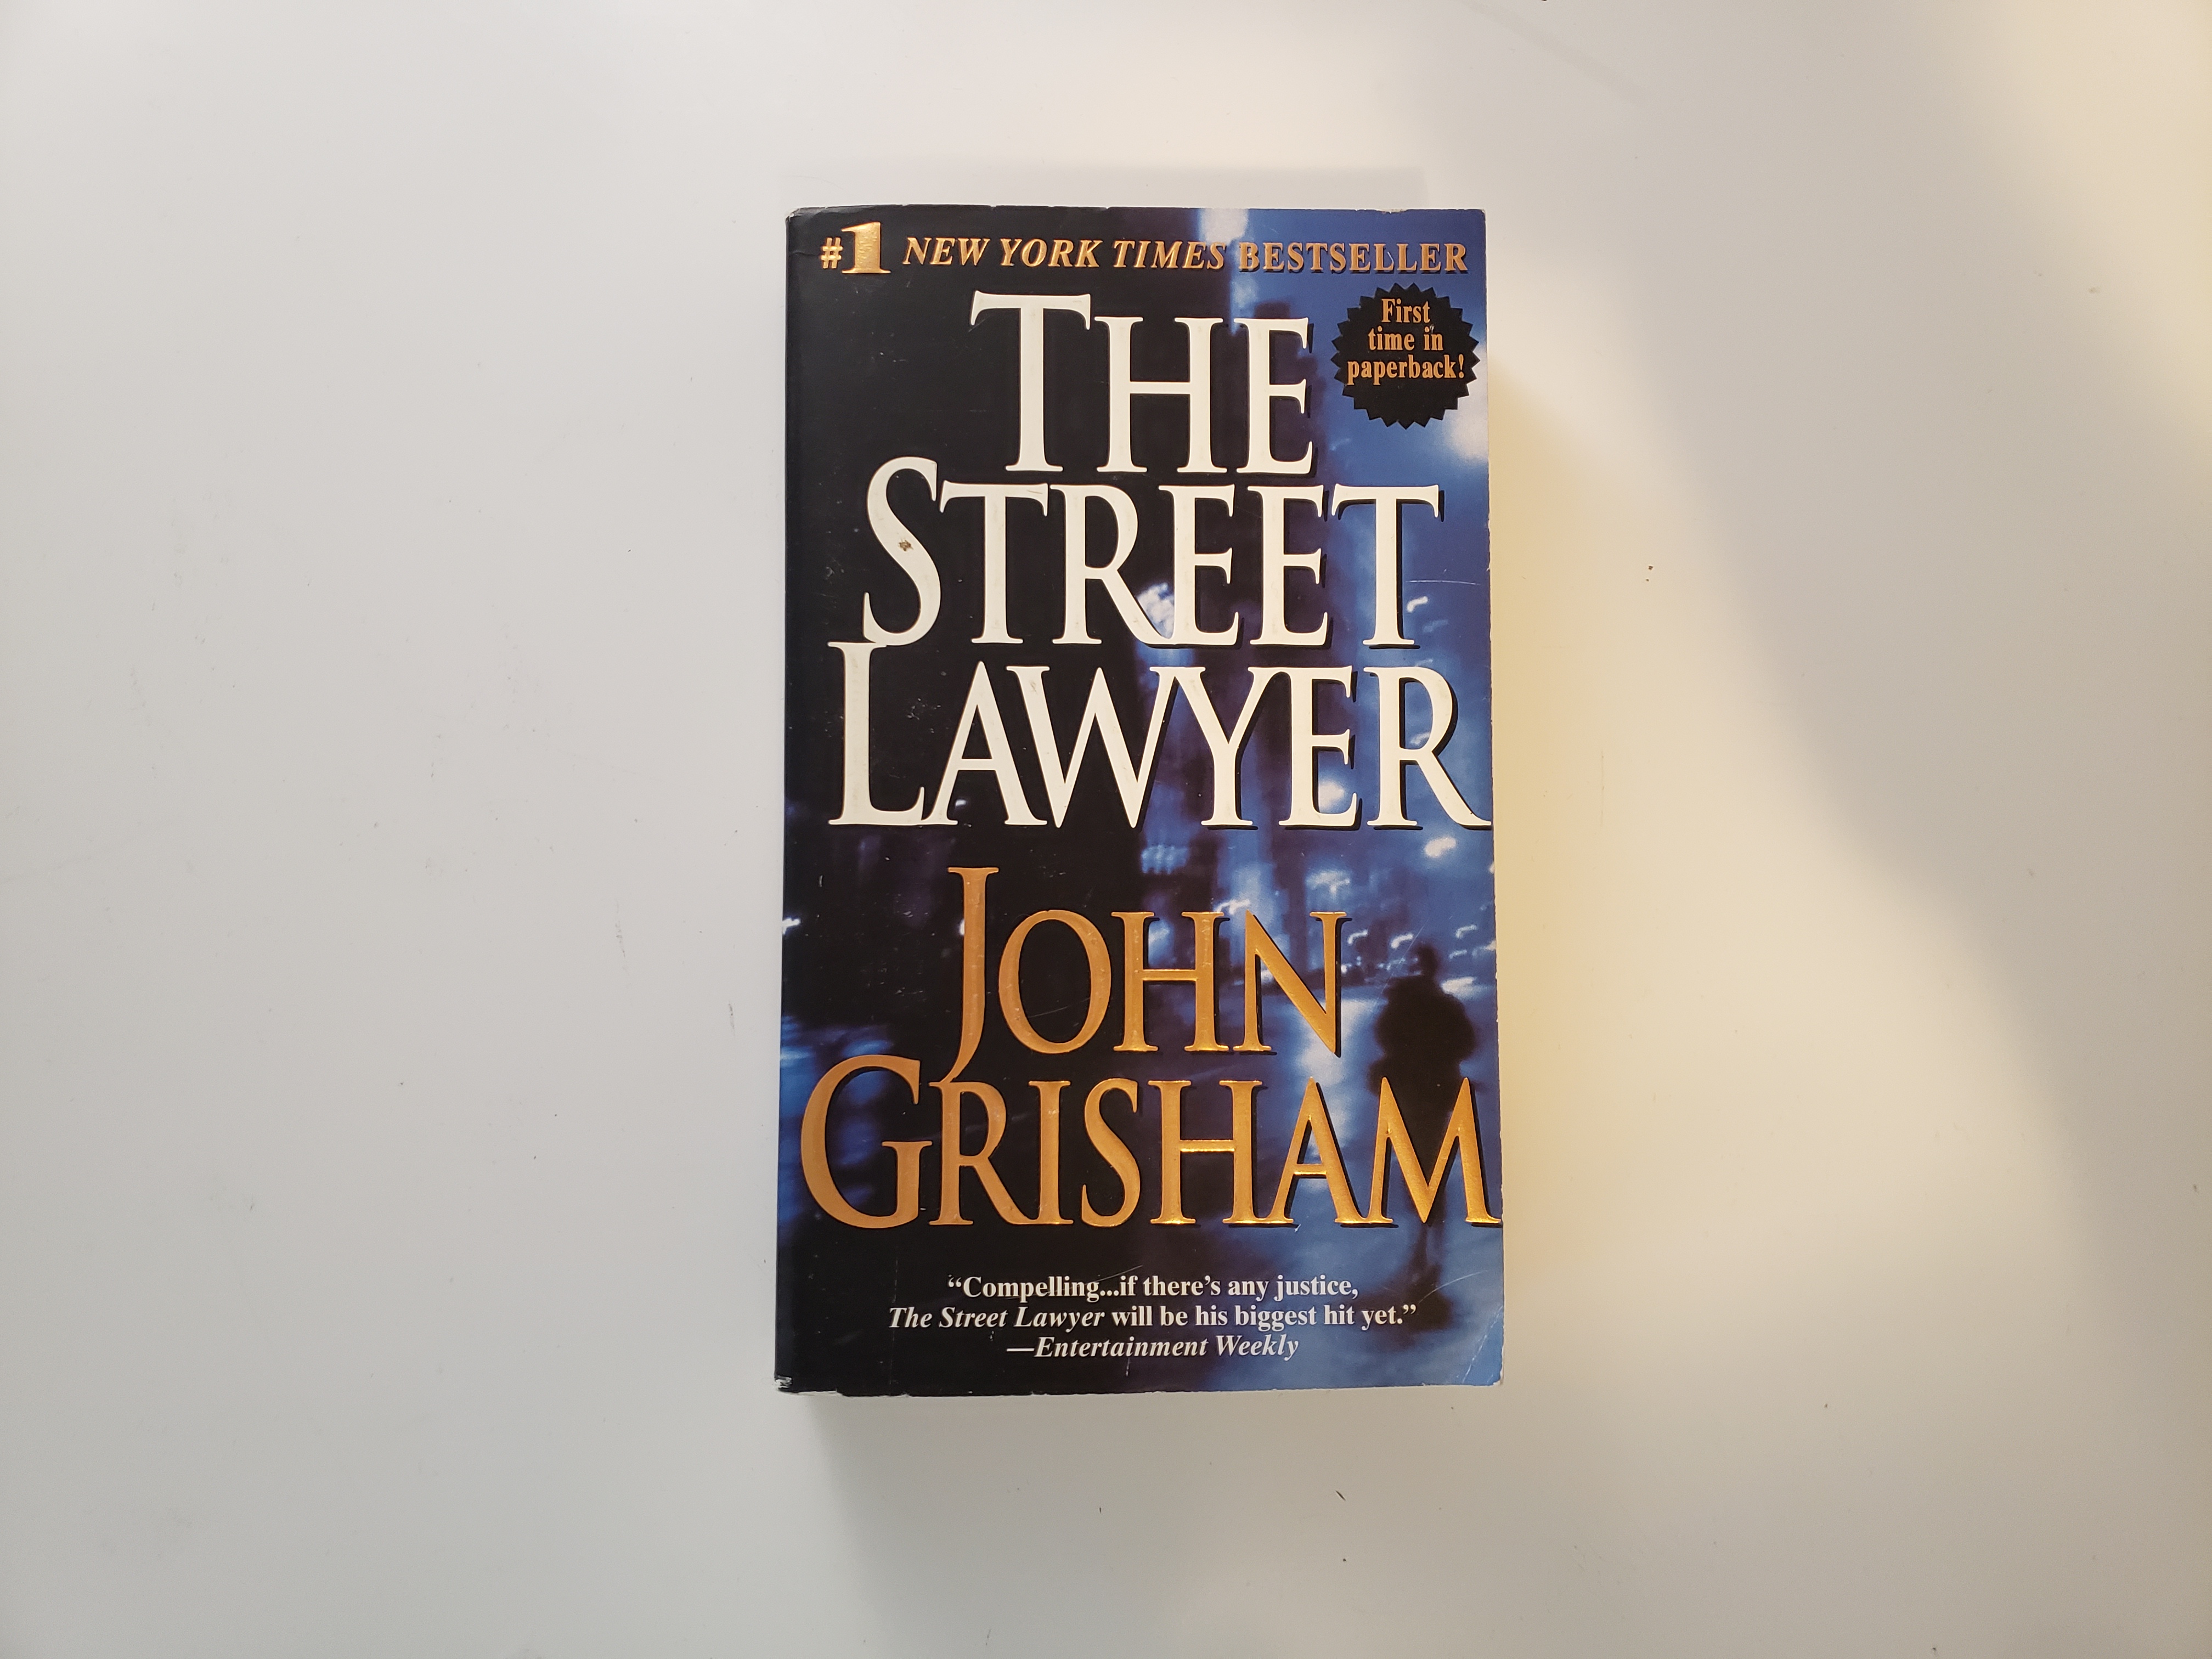 #1 NEW YORK TIMES BESTSELLER
First
time in
paperback!
THE
STREET
LAWYER
JOHN
GRISHAM
“Compelling...if there’s any justice,
The Street Lawyer will be his biggest hit yet.”
—Entertainment Weekly